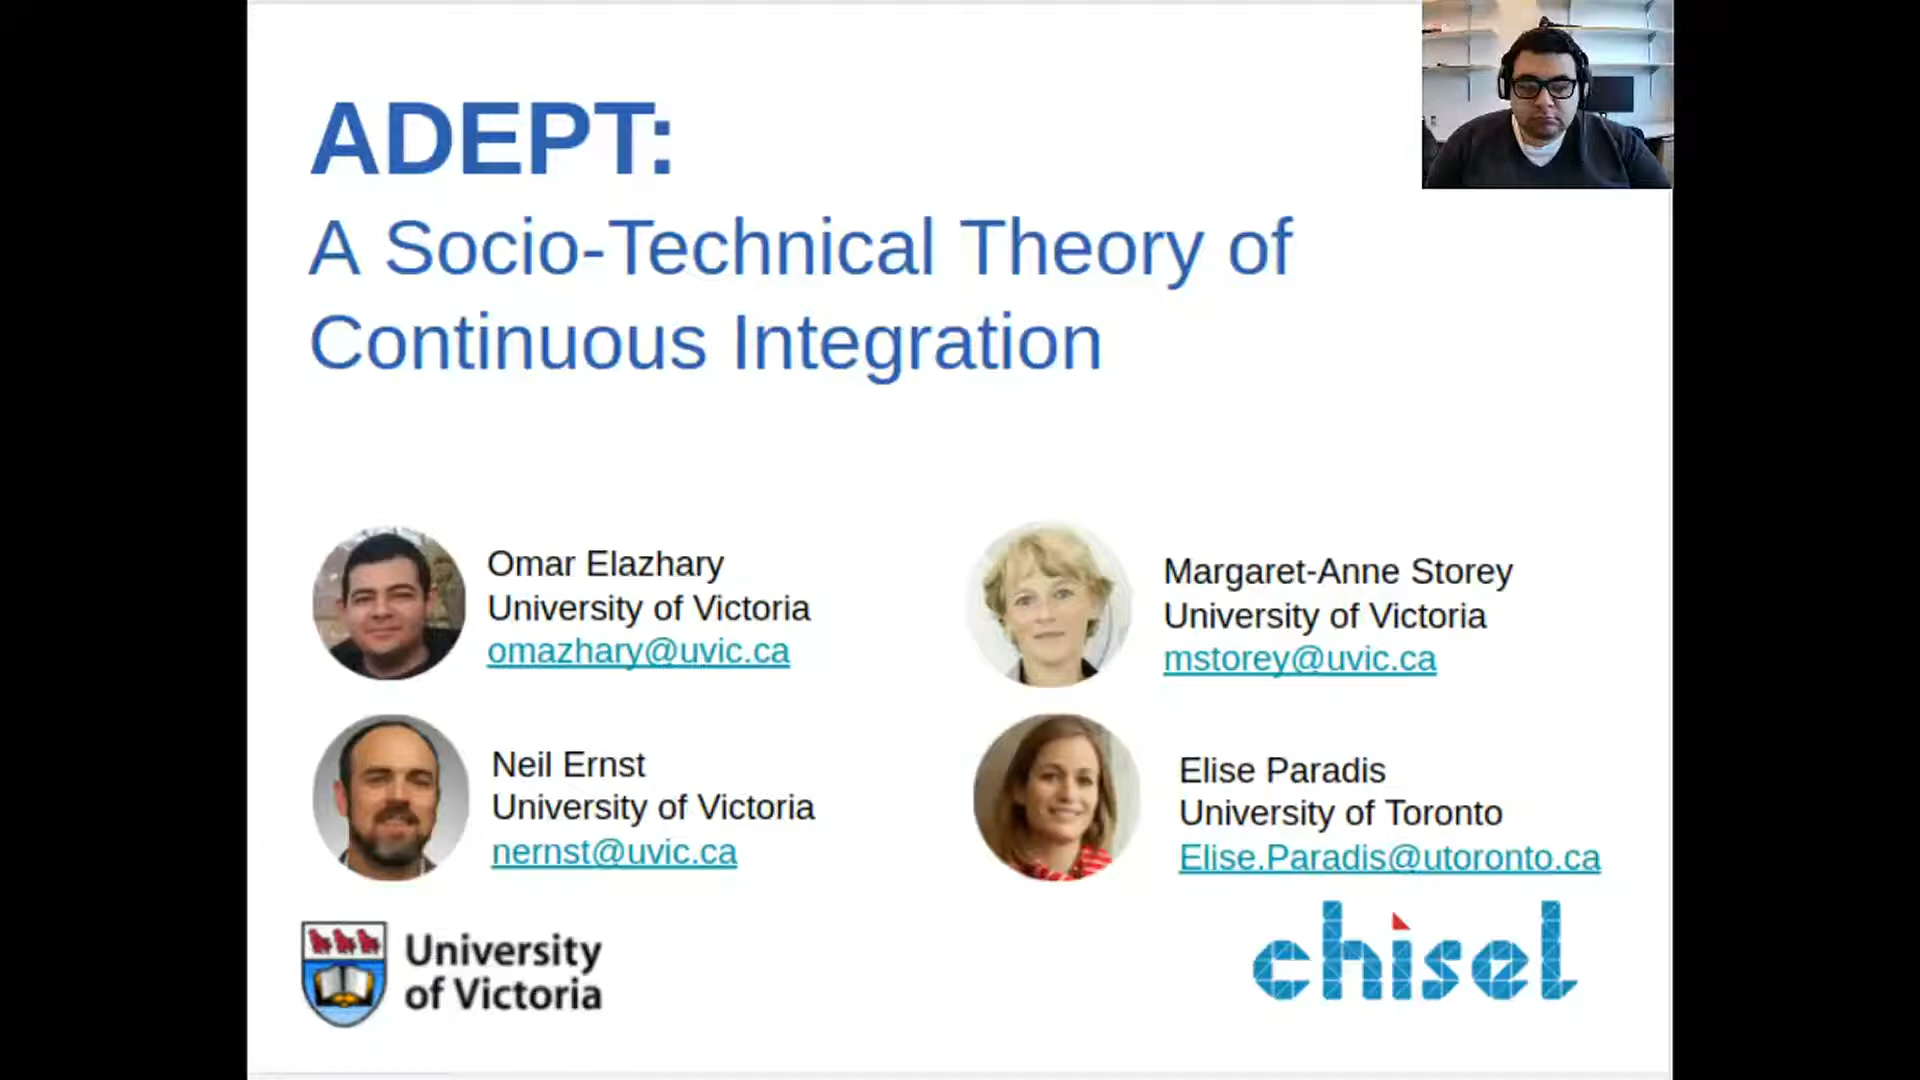 ADEPT:
A Socio-Technical Theory of
Continuous Integration
Omar Elazhary
University of Victoria
omazhary@uvic.ca
Margaret-Anne Storey
University of Victoria
mstorey@uvic.ca
Neil Ernst
University of Victoria
nernst@uvic.ca
Elise Paradis
University of Toronto
Elise.Paradis@utoronto.ca
University
of Victoria
chisel